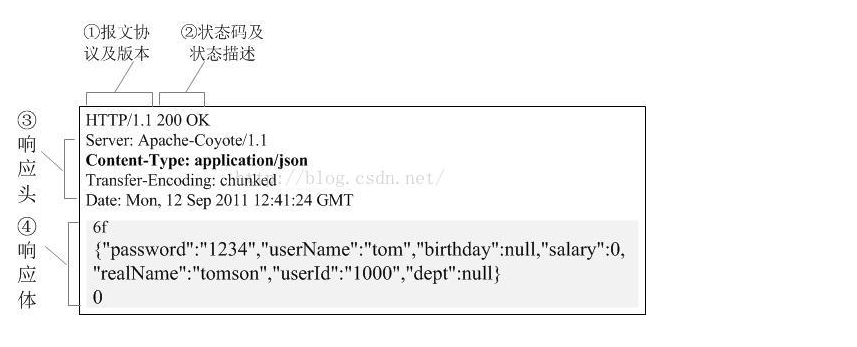 ①报文协
议及版本
②状态码及
状态描述
③
响
应
头
HTTP/1.1 200 OK
Server: Apache-Coyote/1.1
Content-Type: application/json
Transfer-Encoding: chunked
Date: Mon, 12 Sep 2011 12:41:24 GMT
http://blog.csdn.net/
④
响
应
体
6f
{"password":"1234","userName":"tom","birthday":null,"salary":0,
"realName":"tomson","userId":"1000","dept":null}
0